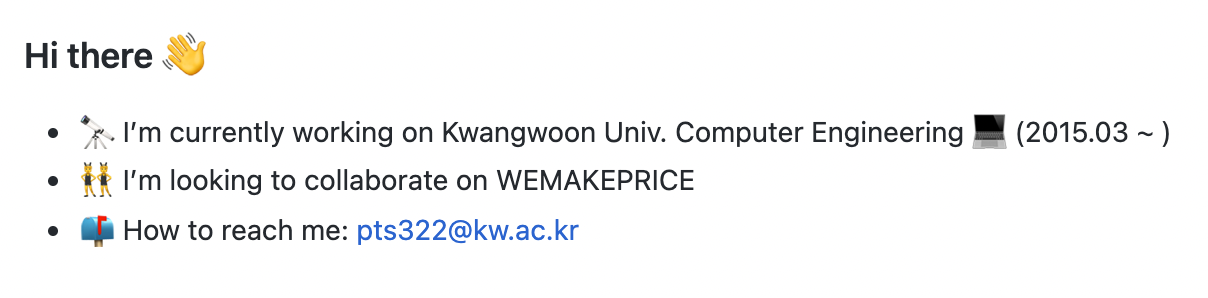 Hi there 👋
• 🔭 I’m currently working on Kwangwoon Univ. Computer Engineering 💻 (2015.03 ~ )
• 👯 I’m looking to collaborate on WEMAKEPRICE
• 📫 How to reach me: pts322@kw.ac.kr